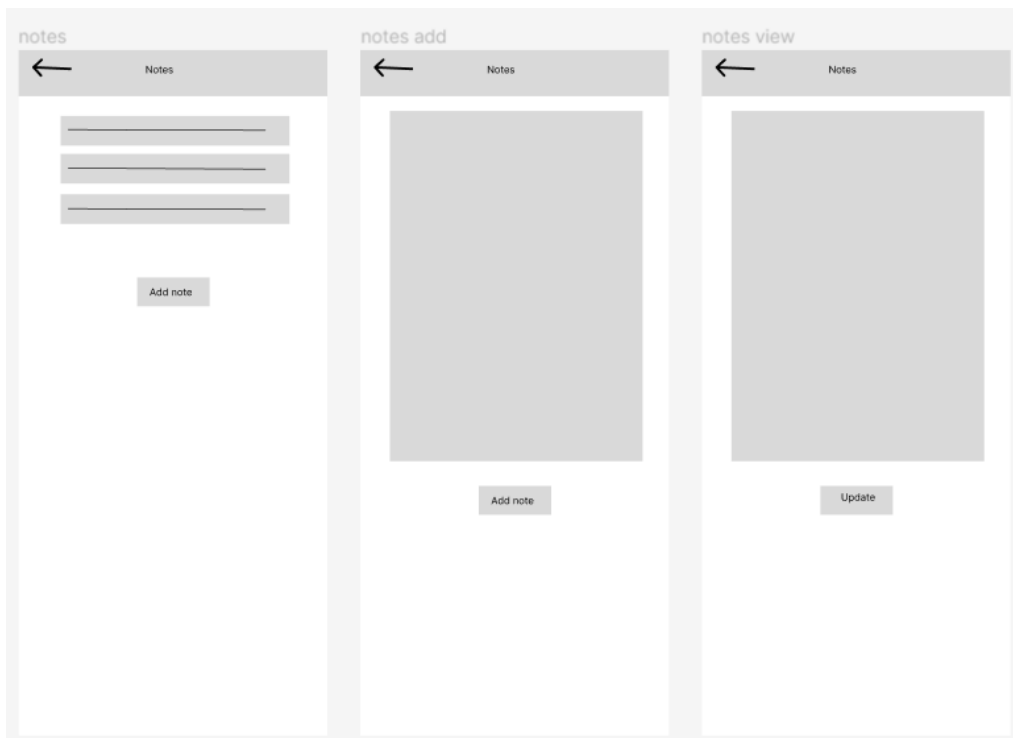 notes
Notes
Add note
notes add
Notes
Add note
notes view
Notes
Update